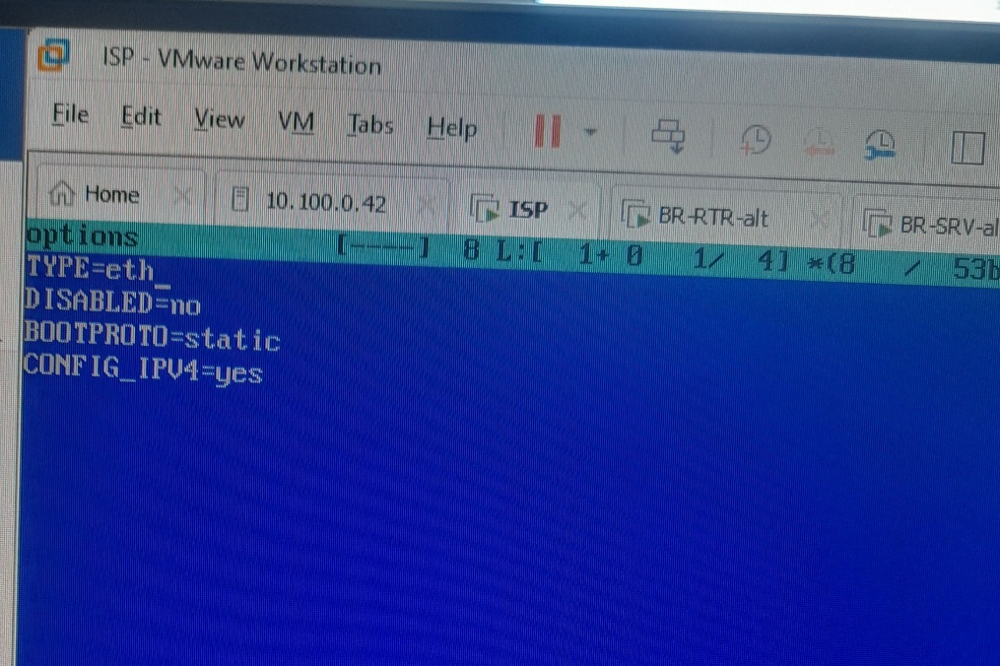 ISP - VMware Workstation
File Edit View VM Tabs Help
Home 10.100.0.42 ISP BR-RTR-alt BR-SRV-al
options [----] 8 L:[ 1+ 0 1/ 4] *(8 / 53b
TYPE=eth_
DISABLED=no
BOOTPROTO=static
CONFIG_IPV4=yes